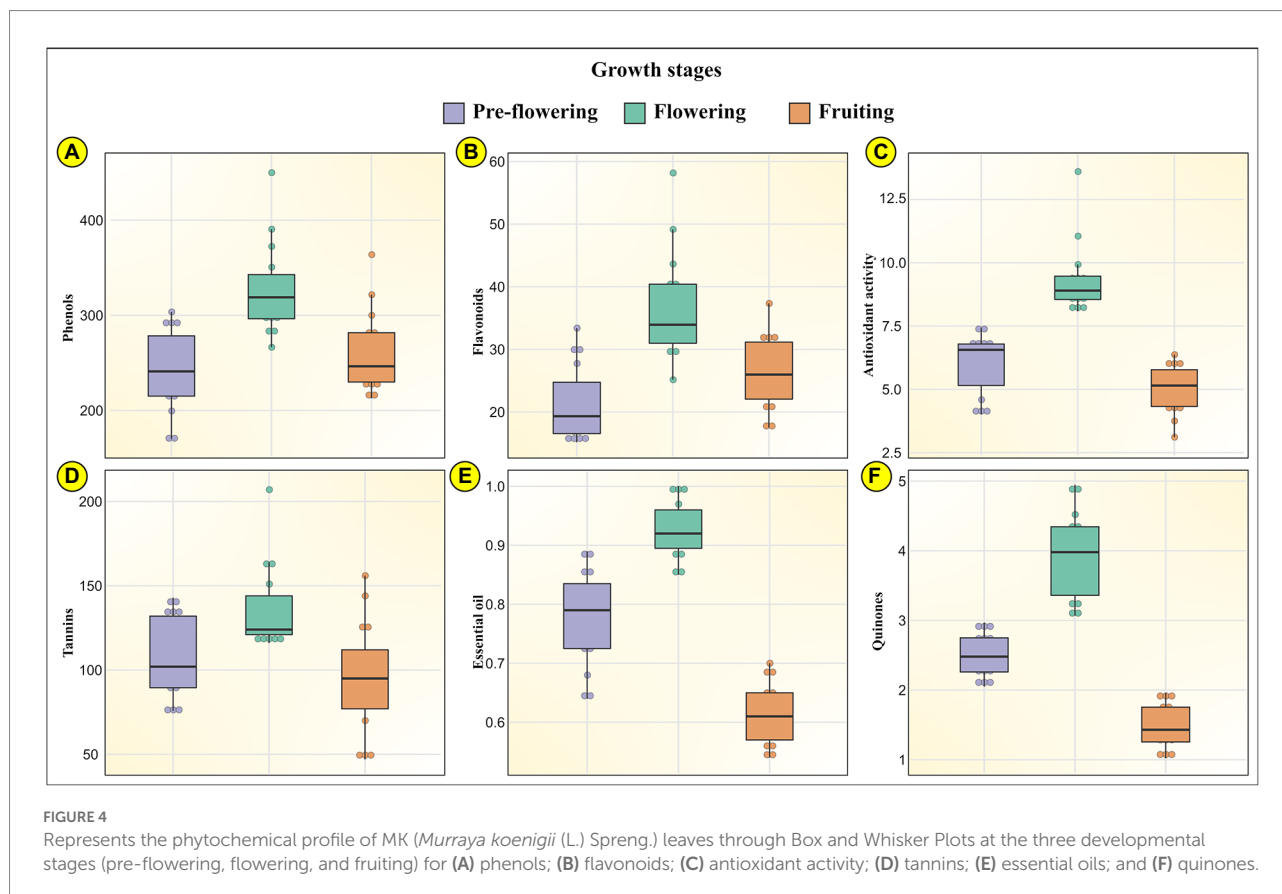 Growth stages
Pre-flowering Flowering Fruiting
A
Phenols
400
300
200
B
Flavonoids
60
50
40
30
20
C
Antioxidant activity
12.5
10.0
7.5
5.0
2.5
D
Tannins
200
150
100
50
E
Essential oil
1.0
0.9
0.8
0.7
0.6
F
Quinones
5
4
3
2
1
FIGURE 4
Represents the phytochemical profile of MK (Murraya koenigii (L.) Spreng.) leaves through Box and Whisker Plots at the three developmental
stages (pre-flowering, flowering, and fruiting) for (A) phenols; (B) flavonoids; (C) antioxidant activity; (D) tannins; (E) essential oils; and (F) quinones.